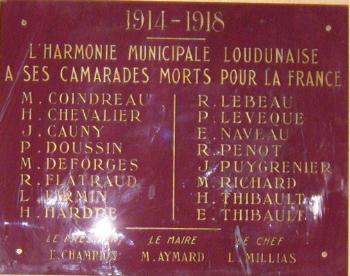 1914-1918
L'HARMONIE MUNICIPALE LOUDUNAISE
A SES CAMARADES MORTS POUR LA FRANCE
M. COINDREAU
H. CHEVALIER
J. CAUNY
P. DOUSSIN
M. DEFORGES
R. FLATRAUD
L. FIRMIN
H. HARDRE
R. LEBEAU
P. LEVEQUE
E. NAVEAU
R. PENOT
J. PUYGRENIER
M. RICHARD
H. THIBAULT
E. THIBAULT
LE PRESIDENT LE MAIRE LE CHEF
E. CHAMPION M. AYMARD L. MILLIAS